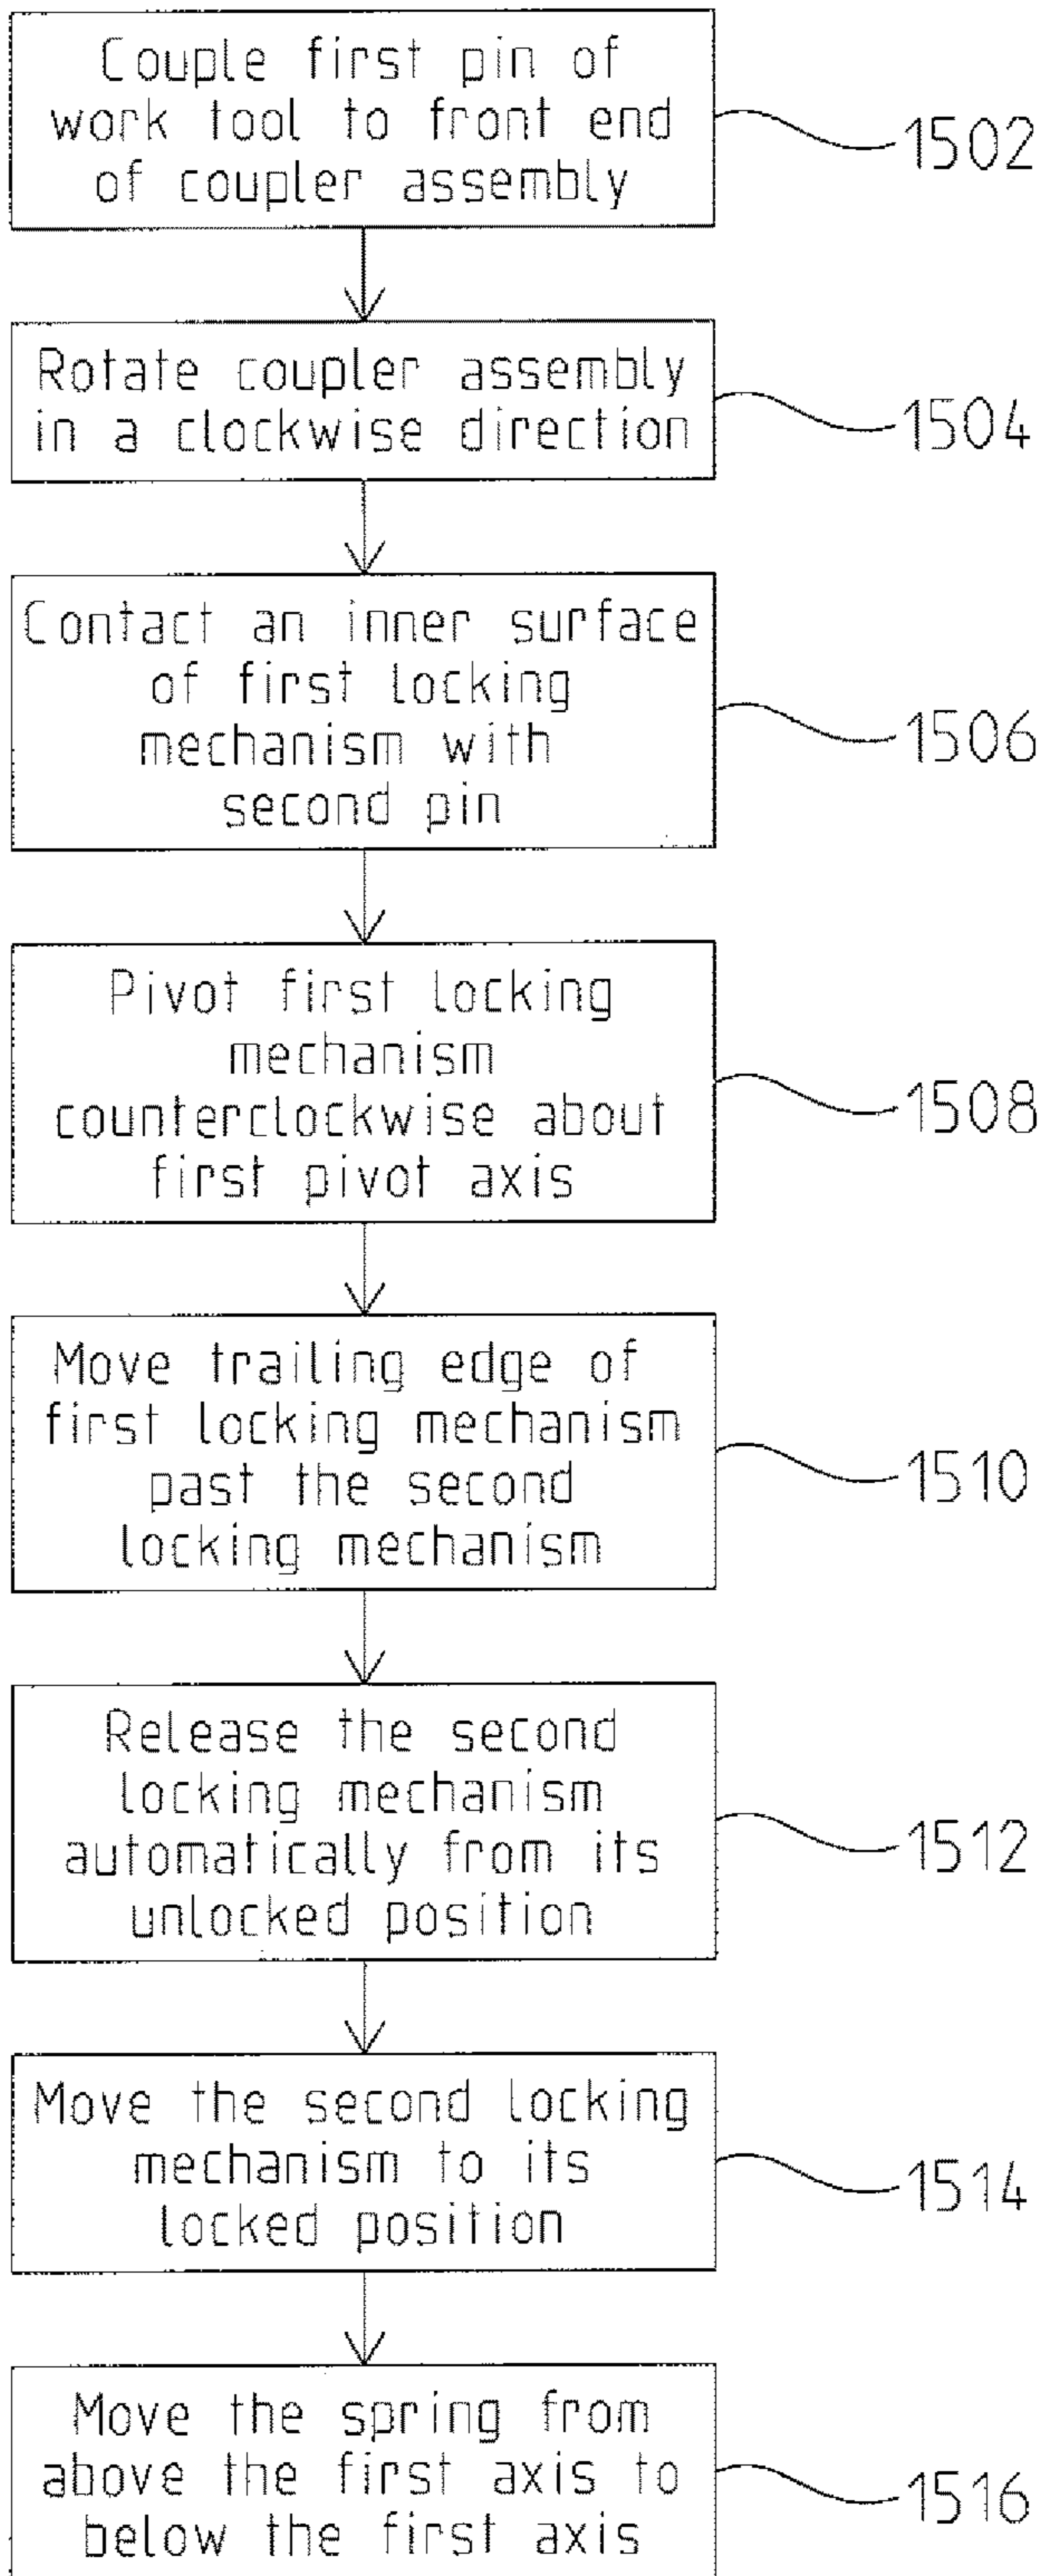 Couple first pin of
work tool to front end
of coupler assembly
1502
Rotate coupler assembly
in a clockwise direction
1504
Contact an inner surface
of first locking
mechanism with
second pin
1506
Pivot first locking
mechanism
counterclockwise about
first pivot axis
1508
Move trailing edge of
first locking mechanism
past the second
locking mechanism
1510
Release the second
locking mechanism
automatically from its
unlocked position
1512
Move the second locking
mechanism to its
locked position
1514
Move the spring from
above the first axis to
below the first axis
1516